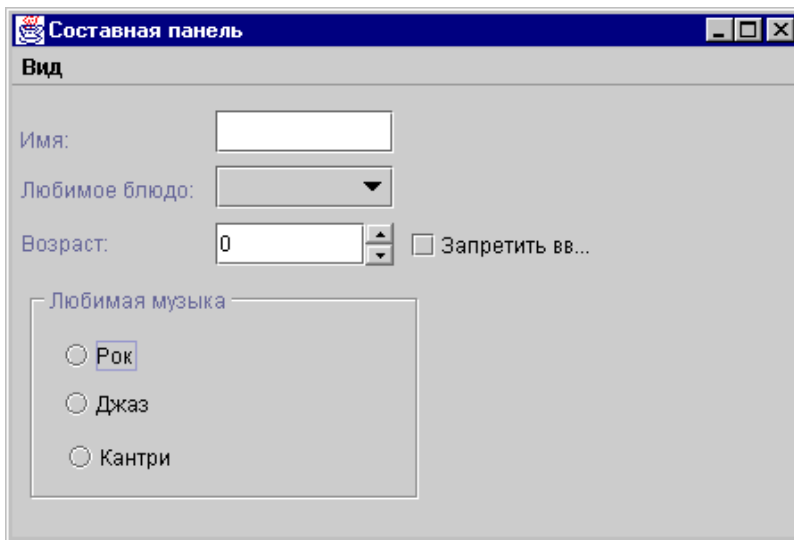 Составная панель
Вид
Имя:
Любимое блюдо:
Возраст: 0 Запретить вв...
Любимая музыка
Рок
Джаз
Кантри